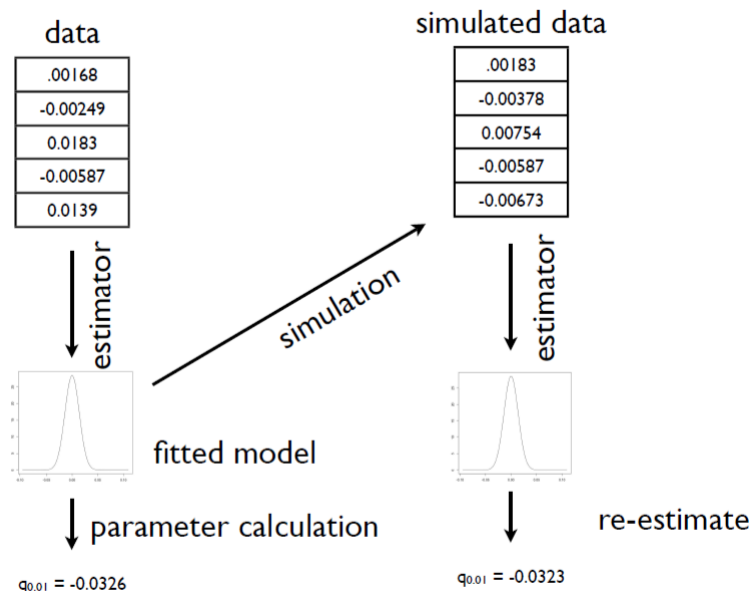 data
.00168
-0.00249
0.0183
-0.00587
0.0139
estimator
fitted model
parameter calculation
q0.01 = -0.0326
simulation
simulated data
.00183
-0.00378
0.00754
-0.00587
-0.00673
estimator
re-estimate
q0.01 = -0.0323